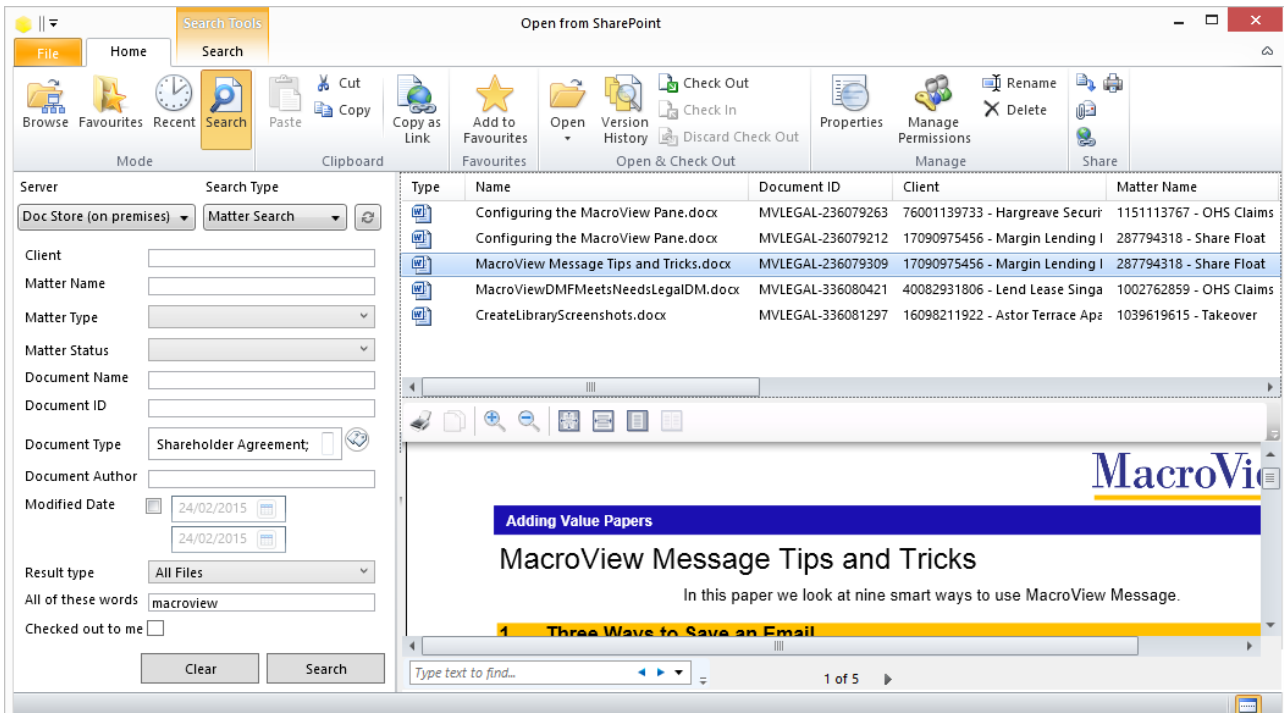 Search Tools
Open from SharePoint
File Home Search
Browse Favourites Recent Search
Mode
Paste Cut Copy
Copy as Link
Clipboard
Add to Favourites
Favourites
Open
Version History
Check Out
Check In
Discard Check Out
Open & Check Out
Properties
Manage Permissions
Rename
Delete
Manage
Share
Server Search Type
Doc Store (on premises) Matter Search
Client
Matter Name
Matter Type
Matter Status
Document Name
Document ID
Document Type Shareholder Agreement;
Document Author
Modified Date 24/02/2015
24/02/2015
Result type All Files
All of these words macroview
Checked out to me
Clear Search
Type Name Document ID Client Matter Name
Configuring the MacroView Pane.docx MVLEGAL-236079263 76001139733 - Hargreave Securi 1151113767 - OHS Claims
Configuring the MacroView Pane.docx MVLEGAL-236079212 17090975456 - Margin Lending 287794318 - Share Float
MacroView Message Tips and Tricks.docx MVLEGAL-236079309 17090975456 - Margin Lending 287794318 - Share Float
MacroViewDMFMeetsNeedsLegalDM.docx MVLEGAL-336080421 40082931806 - Lend Lease Singa 1002762859 - OHS Claims
CreateLibraryScreenshots.docx MVLEGAL-336081297 16098211922 - Astor Terrace Apa 1039619615 - Takeover
MacroVie
Adding Value Papers
MacroView Message Tips and Tricks
In this paper we look at nine smart ways to use MacroView Message.
1 Three Ways to Save an Email
Type text to find...
1 of 5